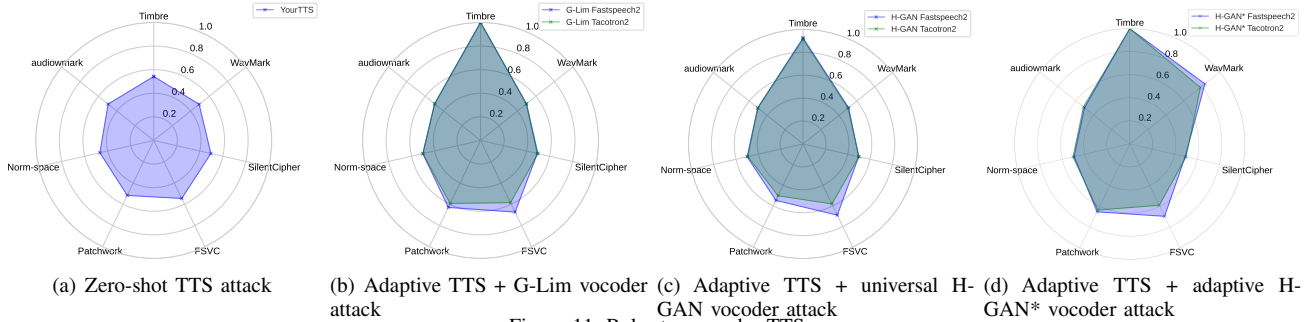 YourTTS
Timbre
1.0
0.8
0.6
0.4
0.2
audiowmark
WavMark
Norm-space
SilentCipher
Patchwork
FSVC
(a) Zero-shot TTS attack
G-Lim Fastspeech2
G-Lim Tacotron2
Timbre
1.0
0.8
0.6
0.4
0.2
audiowmark
WavMark
Norm-space
SilentCipher
Patchwork
FSVC
(b) Adaptive TTS + G-Lim vocoder
attack
H-GAN Fastspeech2
H-GAN Tacotron2
Timbre
1.0
0.8
0.6
0.4
0.2
audiowmark
WavMark
Norm-space
SilentCipher
Patchwork
FSVC
(c) Adaptive TTS + universal H-
GAN vocoder attack
H-GAN* Fastspeech2
H-GAN* Tacotron2
Timbre
1.0
0.8
0.6
0.4
0.2
audiowmark
WavMark
Norm-space
SilentCipher
Patchwork
FSVC
(d) Adaptive TTS + adaptive H-
GAN* vocoder attack